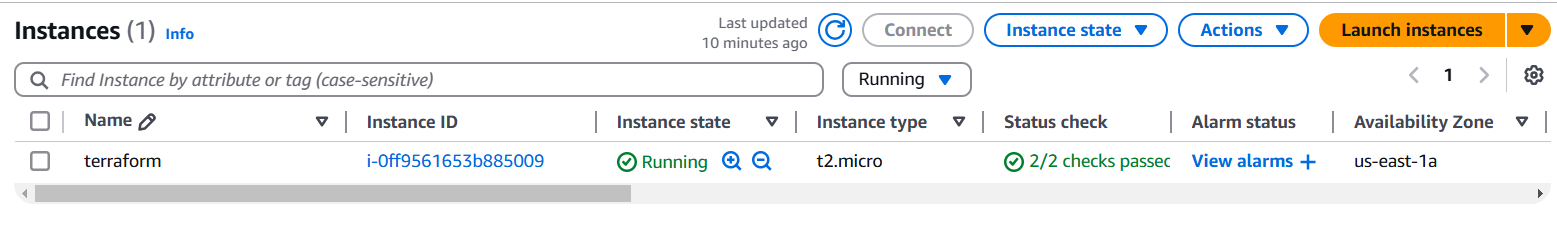 Instances (1) Info
Last updated
10 minutes ago
Connect
Instance state
Actions
Launch instances
Find Instance by attribute or tag (case-sensitive)
Running
1
Name
Instance ID
Instance state
Instance type
Status check
Alarm status
Availability Zone
terraform
i-0ff9561653b885009
Running
t2.micro
2/2 checks passec
View alarms +
us-east-1a